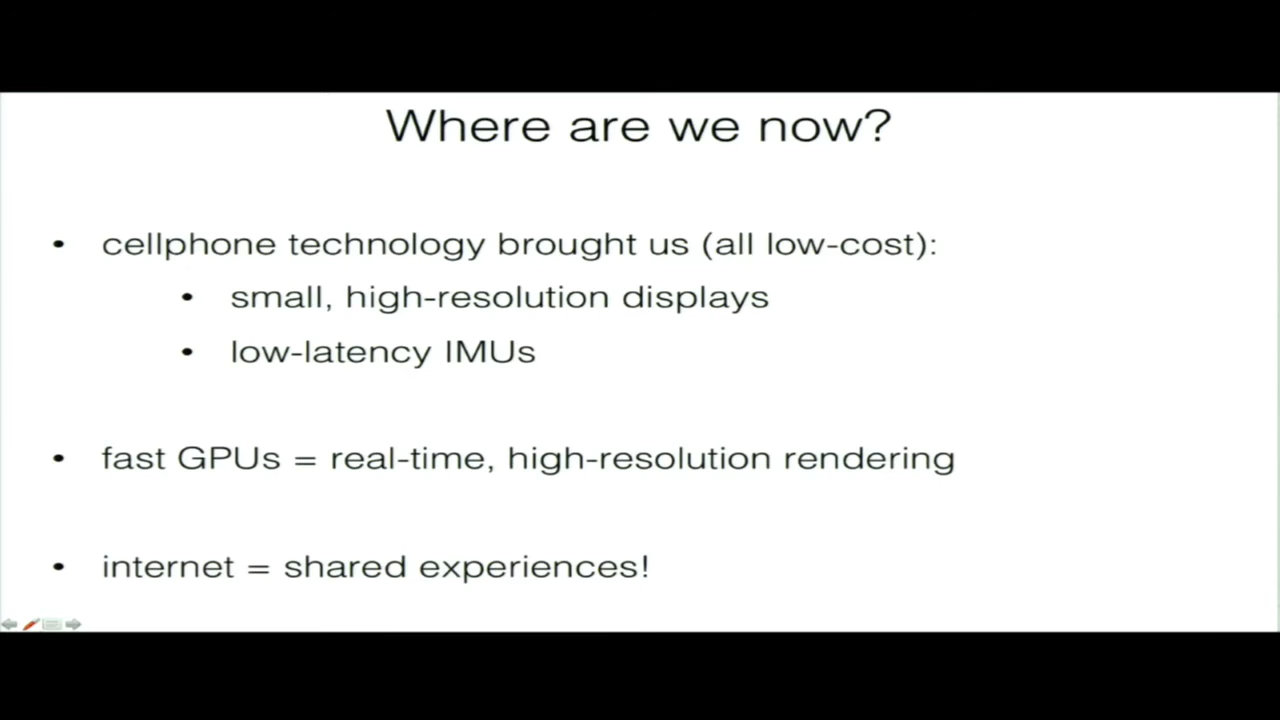 Where are we now?
• cellphone technology brought us (all low-cost):
• small, high-resolution displays
• low-latency IMUs
• fast GPUs = real-time, high-resolution rendering
• internet = shared experiences!